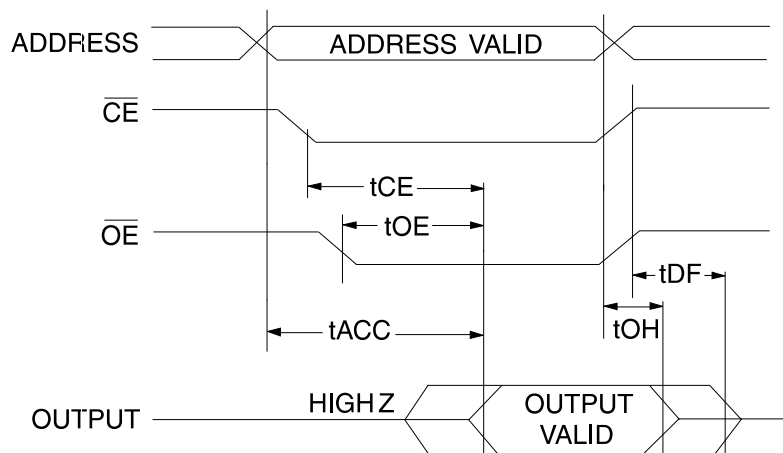 ADDRESS
ADDRESS VALID
CE
tCE
OE
tOE
tDF
tACC
tOH
HIGH Z
OUTPUT
OUTPUT
VALID